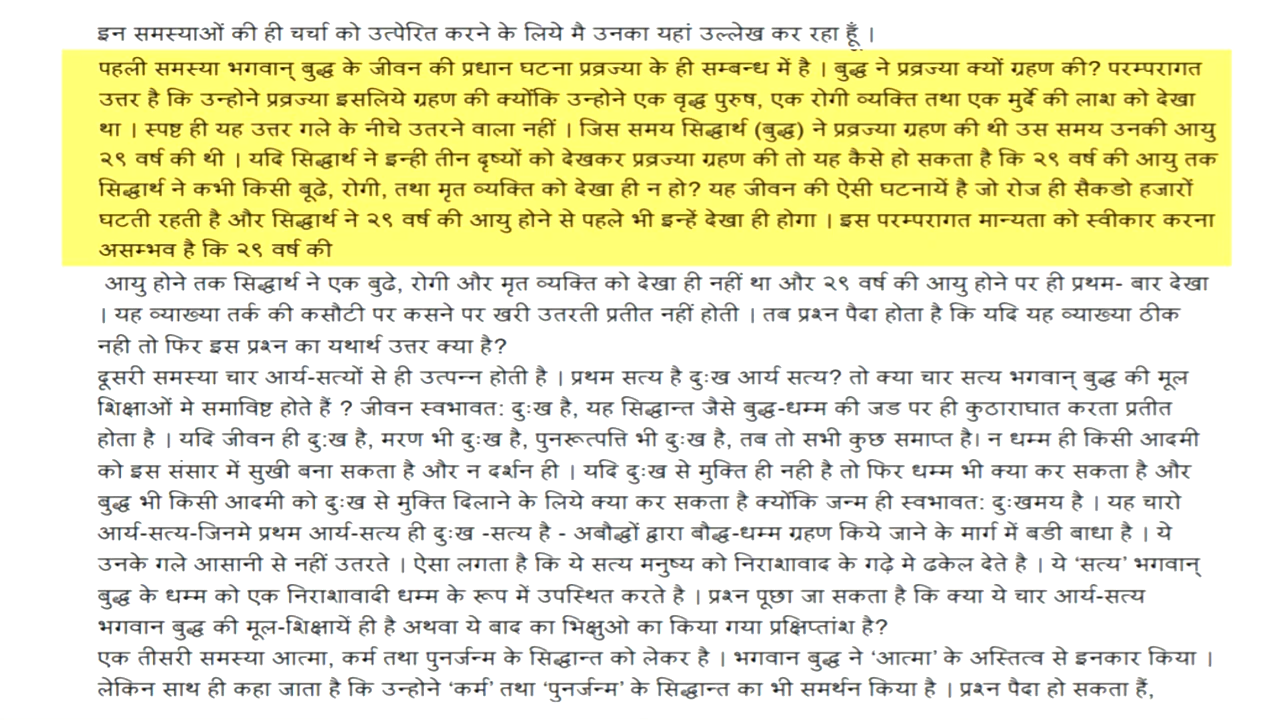 इन समस्याओं की ही चर्चा को उत्पेरित करने के लिये मै उनका यहां उल्लेख कर रहा हूँ ।
पहली समस्या भगवान् बुद्ध के जीवन की प्रधान घटना प्रव्रज्या के ही सम्बन्ध में है । बुद्ध ने प्रव्रज्या क्यों ग्रहण की? परम्परागत
उत्तर है कि उन्होने प्रव्रज्या इसलिये ग्रहण की क्योंकि उन्होने एक वृद्ध पुरुष, एक रोगी व्यक्ति तथा एक मुर्दे की लाश को देखा
था । स्पष्ट ही यह उत्तर गले के नीचे उतरने वाला नहीं । जिस समय सिद्धार्थ (बुद्ध) ने प्रव्रज्या ग्रहण की थी उस समय उनकी आयु
२९ वर्ष की थी । यदि सिद्धार्थ ने इन्ही तीन दृष्यों को देखकर प्रव्रज्या ग्रहण की तो यह कैसे हो सकता है कि २९ वर्ष की आयु तक
सिद्धार्थ ने कभी किसी बूढे, रोगी, तथा मृत व्यक्ति को देखा ही न हो? यह जीवन की ऐसी घटनायें है जो रोज ही सैकडो हजारों
घटती रहती है और सिद्धार्थ ने २९ वर्ष की आयु होने से पहले भी इन्हें देखा ही होगा । इस परम्परागत मान्यता को स्वीकार करना
असम्भव है कि २९ वर्ष की
आयु होने तक सिद्धार्थ ने एक बुढे, रोगी और मृत व्यक्ति को देखा ही नहीं था और २९ वर्ष की आयु होने पर ही प्रथम- बार देखा
। यह व्याख्या तर्क की कसौटी पर कसने पर खरी उतरती प्रतीत नहीं होती । तब प्रश्न पैदा होता है कि यदि यह व्याख्या ठीक
नही तो फिर इस प्रश्न का यथार्थ उत्तर क्या है?
दूसरी समस्या चार आर्य-सत्यों से ही उत्पन्न होती है । प्रथम सत्य है दुःख आर्य सत्य? तो क्या चार सत्य भगवान् बुद्ध की मूल
शिक्षाओं मे समाविष्ट होते हैं ? जीवन स्वभावत: दुःख है, यह सिद्धान्त जैसे बुद्ध-धम्म की जड पर ही कुठाराघात करता प्रतीत
होता है । यदि जीवन ही दु:ख है, मरण भी दुःख है, पुनरूत्पत्ति भी दुःख है, तब तो सभी कुछ समाप्त है। न धम्म ही किसी आदमी
को इस संसार में सुखी बना सकता है और न दर्शन ही । यदि दुःख से मुक्ति ही नही है तो फिर धम्म भी क्या कर सकता है और
बुद्ध भी किसी आदमी को दुःख से मुक्ति दिलाने के लिये क्या कर सकता है क्योंकि जन्म ही स्वभावत: दुःखमय है । यह चारो
आर्य-सत्य-जिनमे प्रथम आर्य-सत्य ही दुःख -सत्य है - अबौद्धों द्वारा बौद्ध-धम्म ग्रहण किये जाने के मार्ग में बडी बाधा है । ये
उनके गले आसानी से नहीं उतरते । ऐसा लगता है कि ये सत्य मनुष्य को निराशावाद के गढ़े मे ढकेल देते है । ये ‘सत्य’ भगवान्
बुद्ध के धम्म को एक निराशावादी धम्म के रूप में उपस्थित करते है । प्रश्न पूछा जा सकता है कि क्या ये चार आर्य-सत्य
भगवान बुद्ध की मूल-शिक्षायें ही है अथवा ये बाद का भिक्षुओ का किया गया प्रक्षिप्तांश है?
एक तीसरी समस्या आत्मा, कर्म तथा पुनर्जन्म के सिद्धान्त को लेकर है । भगवान बुद्ध ने ‘आत्मा’ के अस्तित्व से इनकार किया ।
लेकिन साथ ही कहा जाता है कि उन्होने ‘कर्म’ तथा ‘पुनर्जन्म’ के सिद्धान्त का भी समर्थन किया है । प्रश्न पैदा हो सकता हैं,